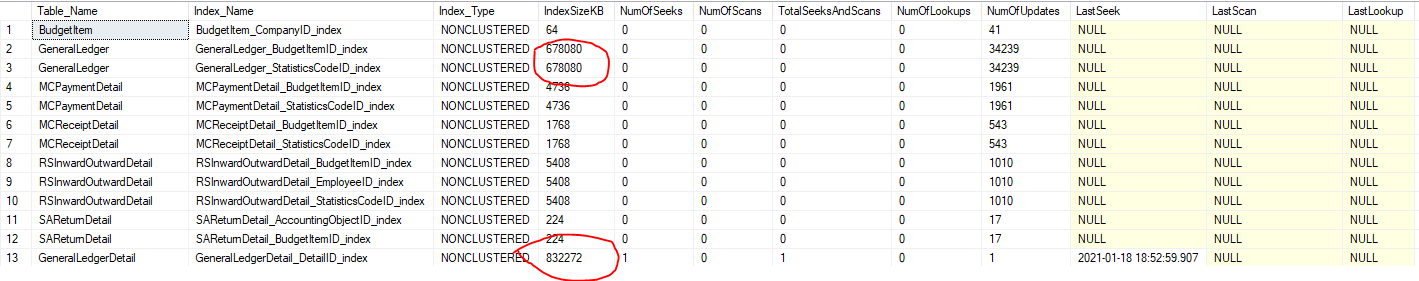 Table_Name Index_Name Index_Type IndexSizeKB NumOfSeeks NumOfScans TotalSeeksAndScans NumOfLookups NumOfUpdates LastSeek LastScan LastLookup
1 BudgetItem BudgetItem_CompanyID_index NONCLUSTERED 64 0 0 0 0 41 NULL NULL NULL
2 GeneralLedger GeneralLedger_BudgetItemID_index NONCLUSTERED 678080 0 0 0 0 34239 NULL NULL NULL
3 GeneralLedger GeneralLedger_StatisticsCodeID_index NONCLUSTERED 678080 0 0 0 0 34239 NULL NULL NULL
4 MCPaymentDetail MCPaymentDetail_BudgetItemID_index NONCLUSTERED 4736 0 0 0 0 1961 NULL NULL NULL
5 MCPaymentDetail MCPaymentDetail_StatisticsCodeID_index NONCLUSTERED 4736 0 0 0 0 1961 NULL NULL NULL
6 MCReceiptDetail MCReceiptDetail_BudgetItemID_index NONCLUSTERED 1768 0 0 0 0 543 NULL NULL NULL
7 MCReceiptDetail MCReceiptDetail_StatisticsCodeID_index NONCLUSTERED 1768 0 0 0 0 543 NULL NULL NULL
8 RSInwardOutwardDetail RSInwardOutwardDetail_BudgetItemID_index NONCLUSTERED 5408 0 0 0 0 1010 NULL NULL NULL
9 RSInwardOutwardDetail RSInwardOutwardDetail_EmployeeID_index NONCLUSTERED 5408 0 0 0 0 1010 NULL NULL NULL
10 RSInwardOutwardDetail RSInwardOutwardDetail_StatisticsCodeID_index NONCLUSTERED 5408 0 0 0 0 1010 NULL NULL NULL
11 SAReturnDetail SAReturnDetail_AccountingObjectID_index NONCLUSTERED 224 0 0 0 0 17 NULL NULL NULL
12 SAReturnDetail SAReturnDetail_BudgetItemID_index NONCLUSTERED 224 0 0 0 0 17 NULL NULL NULL
13 GeneralLedgerDetail GeneralLedgerDetail_DetailID_index NONCLUSTERED 832272 1 0 1 0 1 2021-01-18 18:52:59.907 NULL NULL